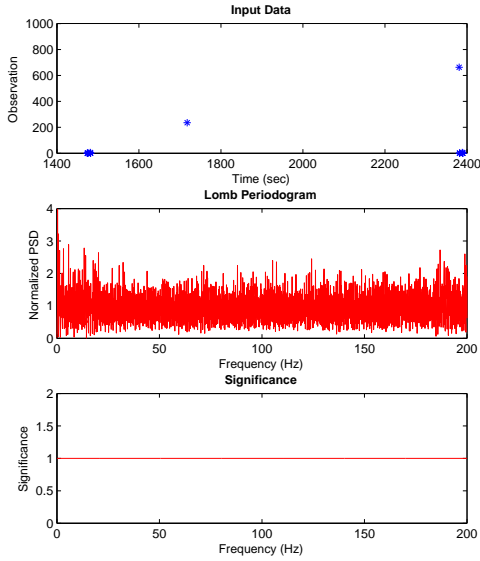 Input Data
1000
800
600
400
200
0
Observation
1400 1600 1800 2000 2200 2400
Time (sec)
Lomb Periodogram
4
3
2
1
0
Normalized PSD
0 50 100 150 200
Frequency (Hz)
Significance
2
1.5
1
0.5
0
Significance
0 50 100 150 200
Frequency (Hz)